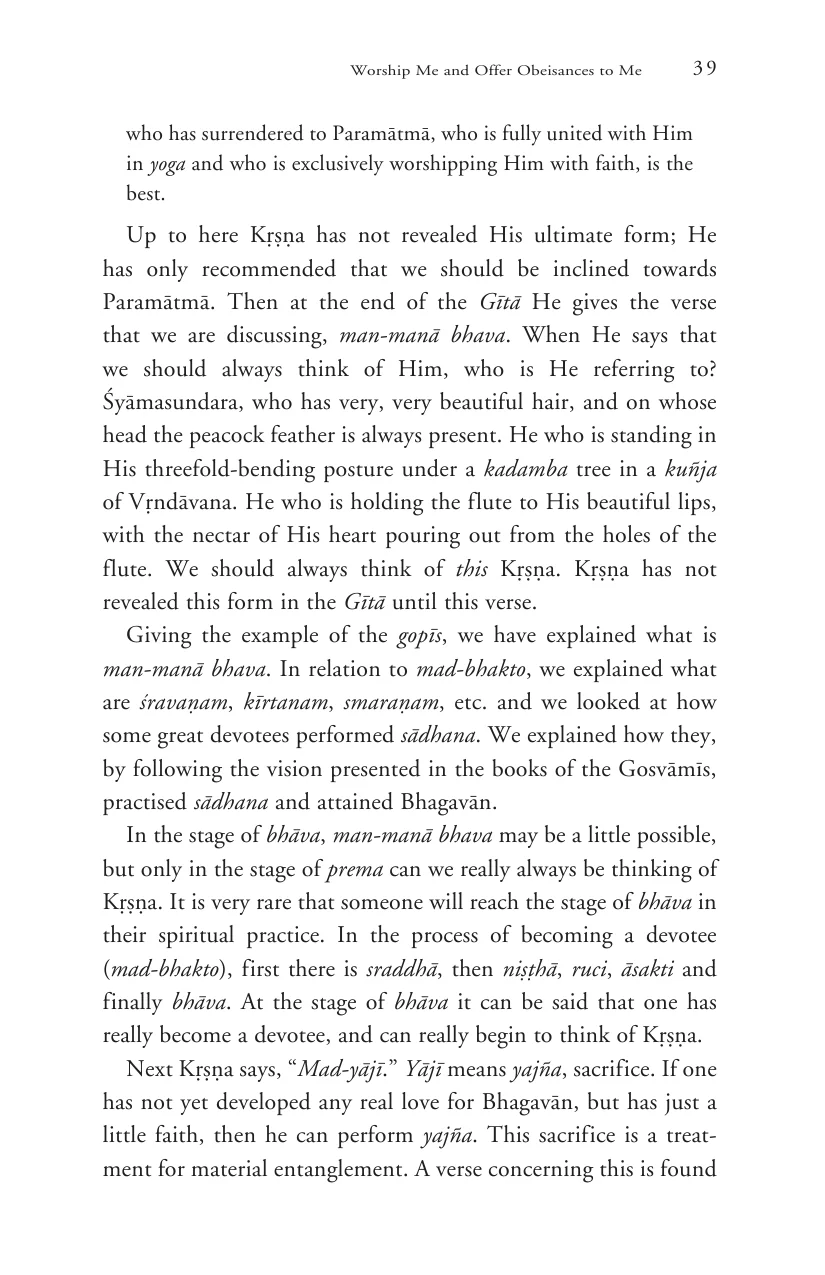 Worship Me and Offer Obeisances to Me 39
who has surrendered to Paramātmā, who is fully united with Him
in yoga and who is exclusively worshipping Him with faith, is the
best.
Up to here Kṛṣṇa has not revealed His ultimate form; He
has only recommended that we should be inclined towards
Paramātmā. Then at the end of the Gītā He gives the verse
that we are discussing, man-manā bhava. When He says that
we should always think of Him, who is He referring to?
Śyāmasundara, who has very, very beautiful hair, and on whose
head the peacock feather is always present. He who is standing in
His threefold-bending posture under a kadamba tree in a kuñja
of Vṛndāvana. He who is holding the flute to His beautiful lips,
with the nectar of His heart pouring out from the holes of the
flute. We should always think of this Kṛṣṇa. Kṛṣṇa has not
revealed this form in the Gītā until this verse.
Giving the example of the gopīs, we have explained what is
man-manā bhava. In relation to mad-bhakto, we explained what
are śravaṇam, kīrtanam, smaraṇam, etc. and we looked at how
some great devotees performed sādhana. We explained how they,
by following the vision presented in the books of the Gosvāmīs,
practised sādhana and attained Bhagavān.
In the stage of bhāva, man-manā bhava may be a little possible,
but only in the stage of prema can we really always be thinking of
Kṛṣṇa. It is very rare that someone will reach the stage of bhāva in
their spiritual practice. In the process of becoming a devotee
(mad-bhakto), first there is sraddhā, then niṣṭhā, ruci, āsakti and
finally bhāva. At the stage of bhāva it can be said that one has
really become a devotee, and can really begin to think of Kṛṣṇa.
Next Kṛṣṇa says, “Mad-yājī.” Yājī means yajña, sacrifice. If one
has not yet developed any real love for Bhagavān, but has just a
little faith, then he can perform yajña. This sacrifice is a treat-
ment for material entanglement. A verse concerning this is found